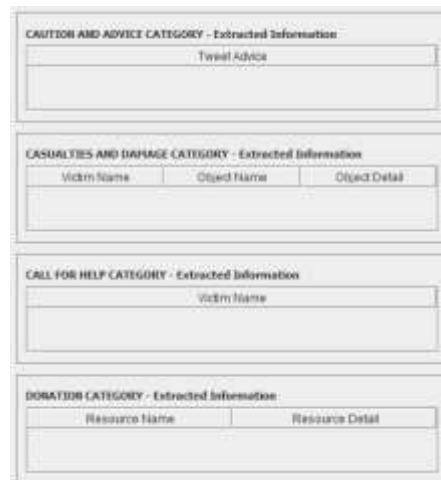 CAUTION AND ADVICE CATEGORY - Extracted Information
Tweet Advice
CASUALTIES AND DAMAGE CATEGORY - Extracted Information
Victim Name Object Name Object Detail
CALL FOR HELP CATEGORY - Extracted Information
Victim Name
DONATION CATEGORY - Extracted Information
Resource Name Resource Detail